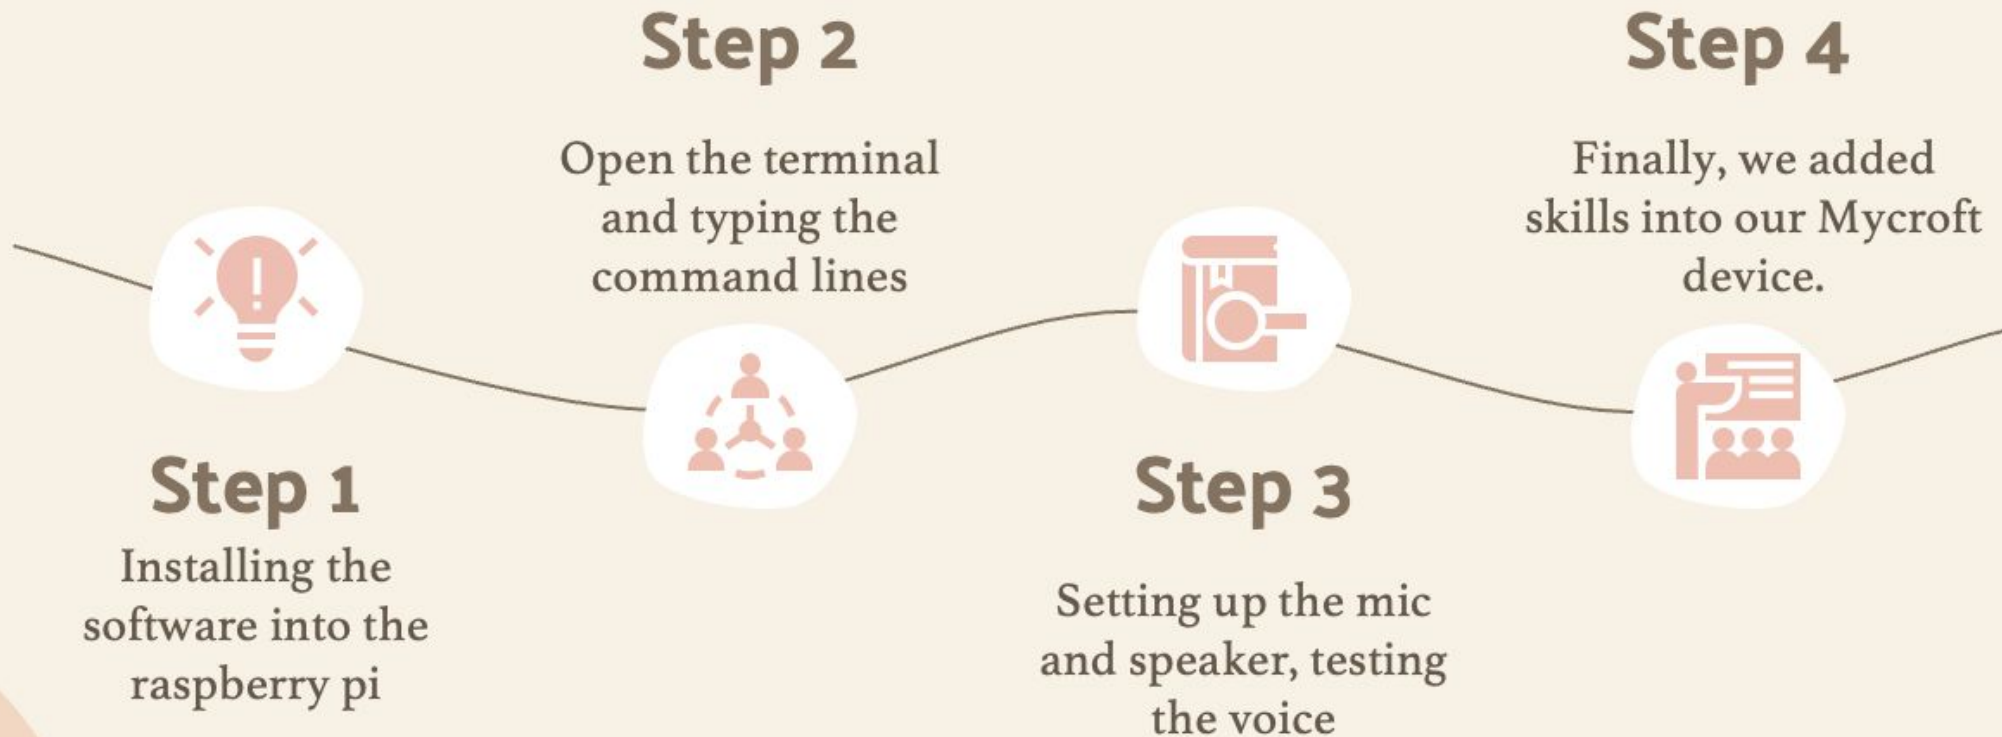 Step 1
Installing the
software into the
raspberry pi
Step 2
Open the terminal
and typing the
command lines
Step 3
Setting up the mic
and speaker, testing
the voice
Step 4
Finally, we added
skills into our Mycroft
device.